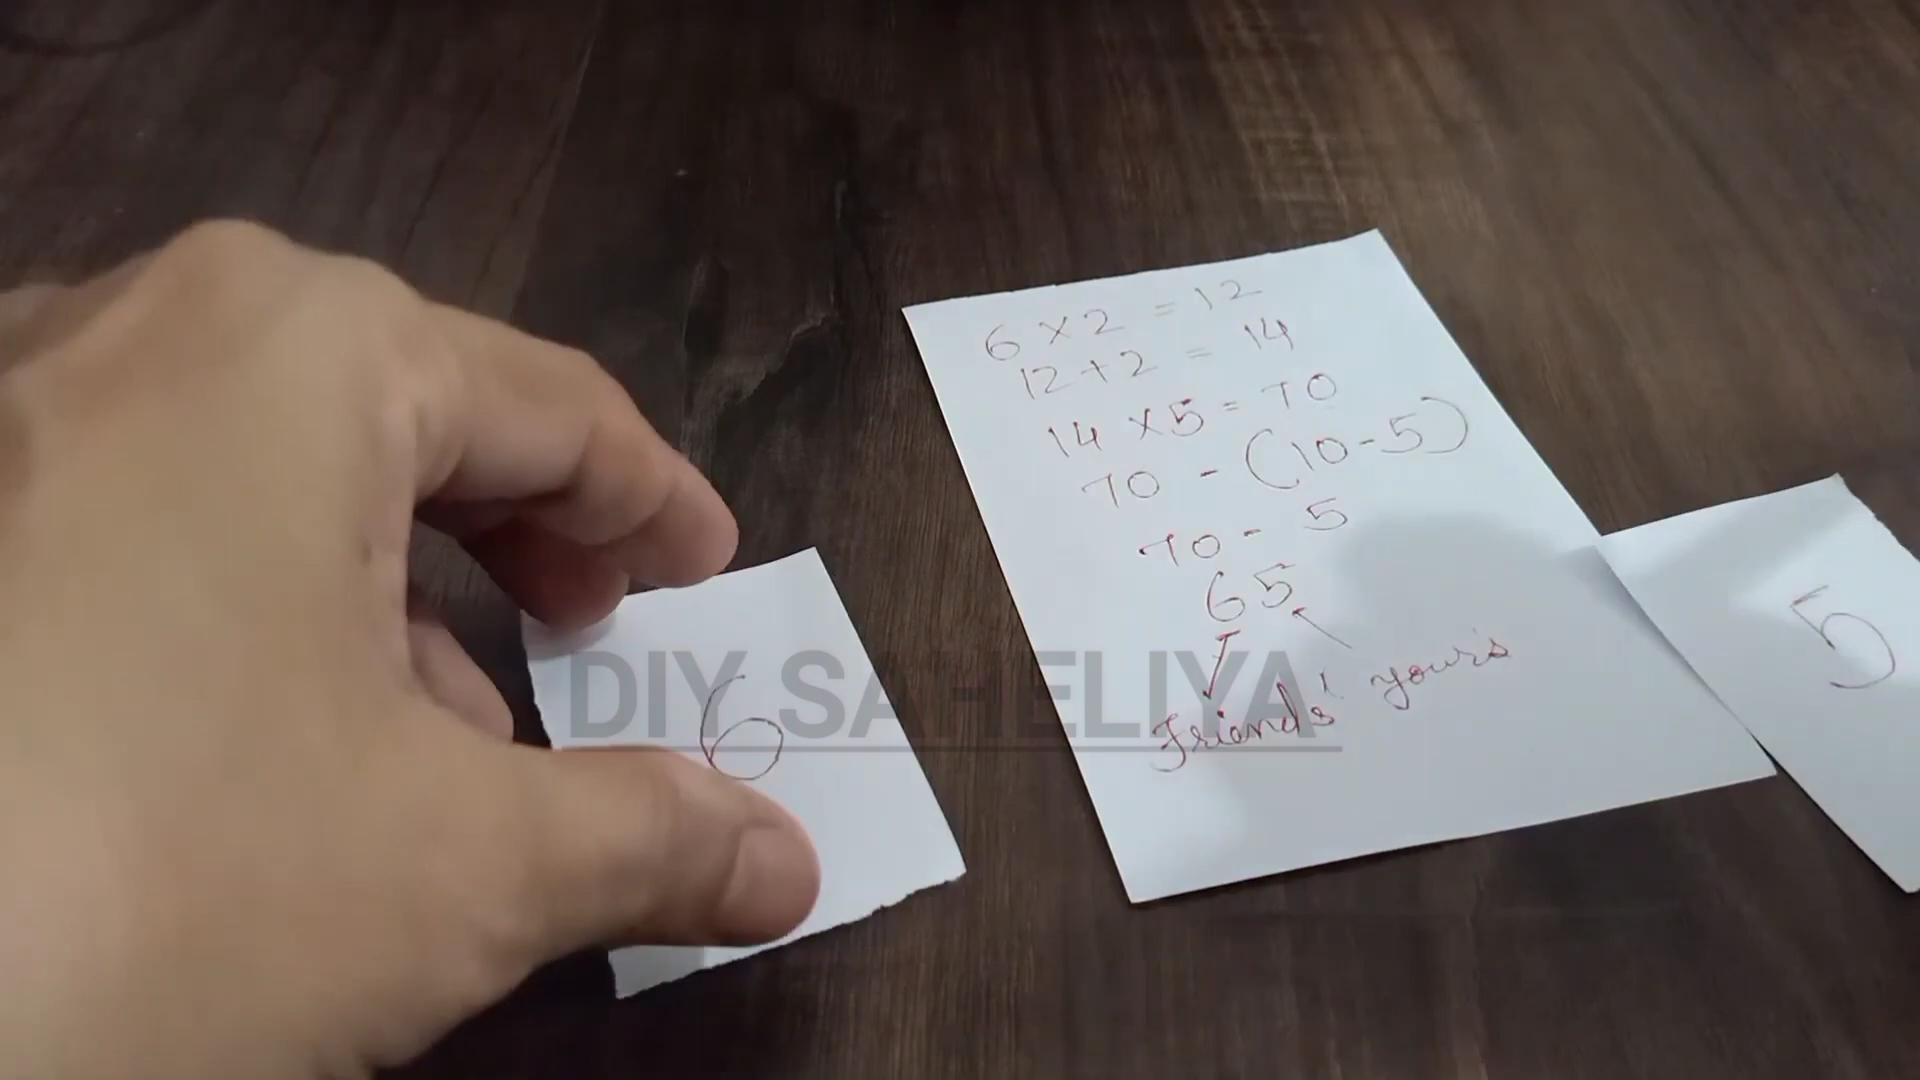 6 × 2 = 12
12 + 2 = 14
14 × 5 = 70
70 - (10 - 5)
70 - 5
65
Friends' your's
6
5
DIY SAHELIYA